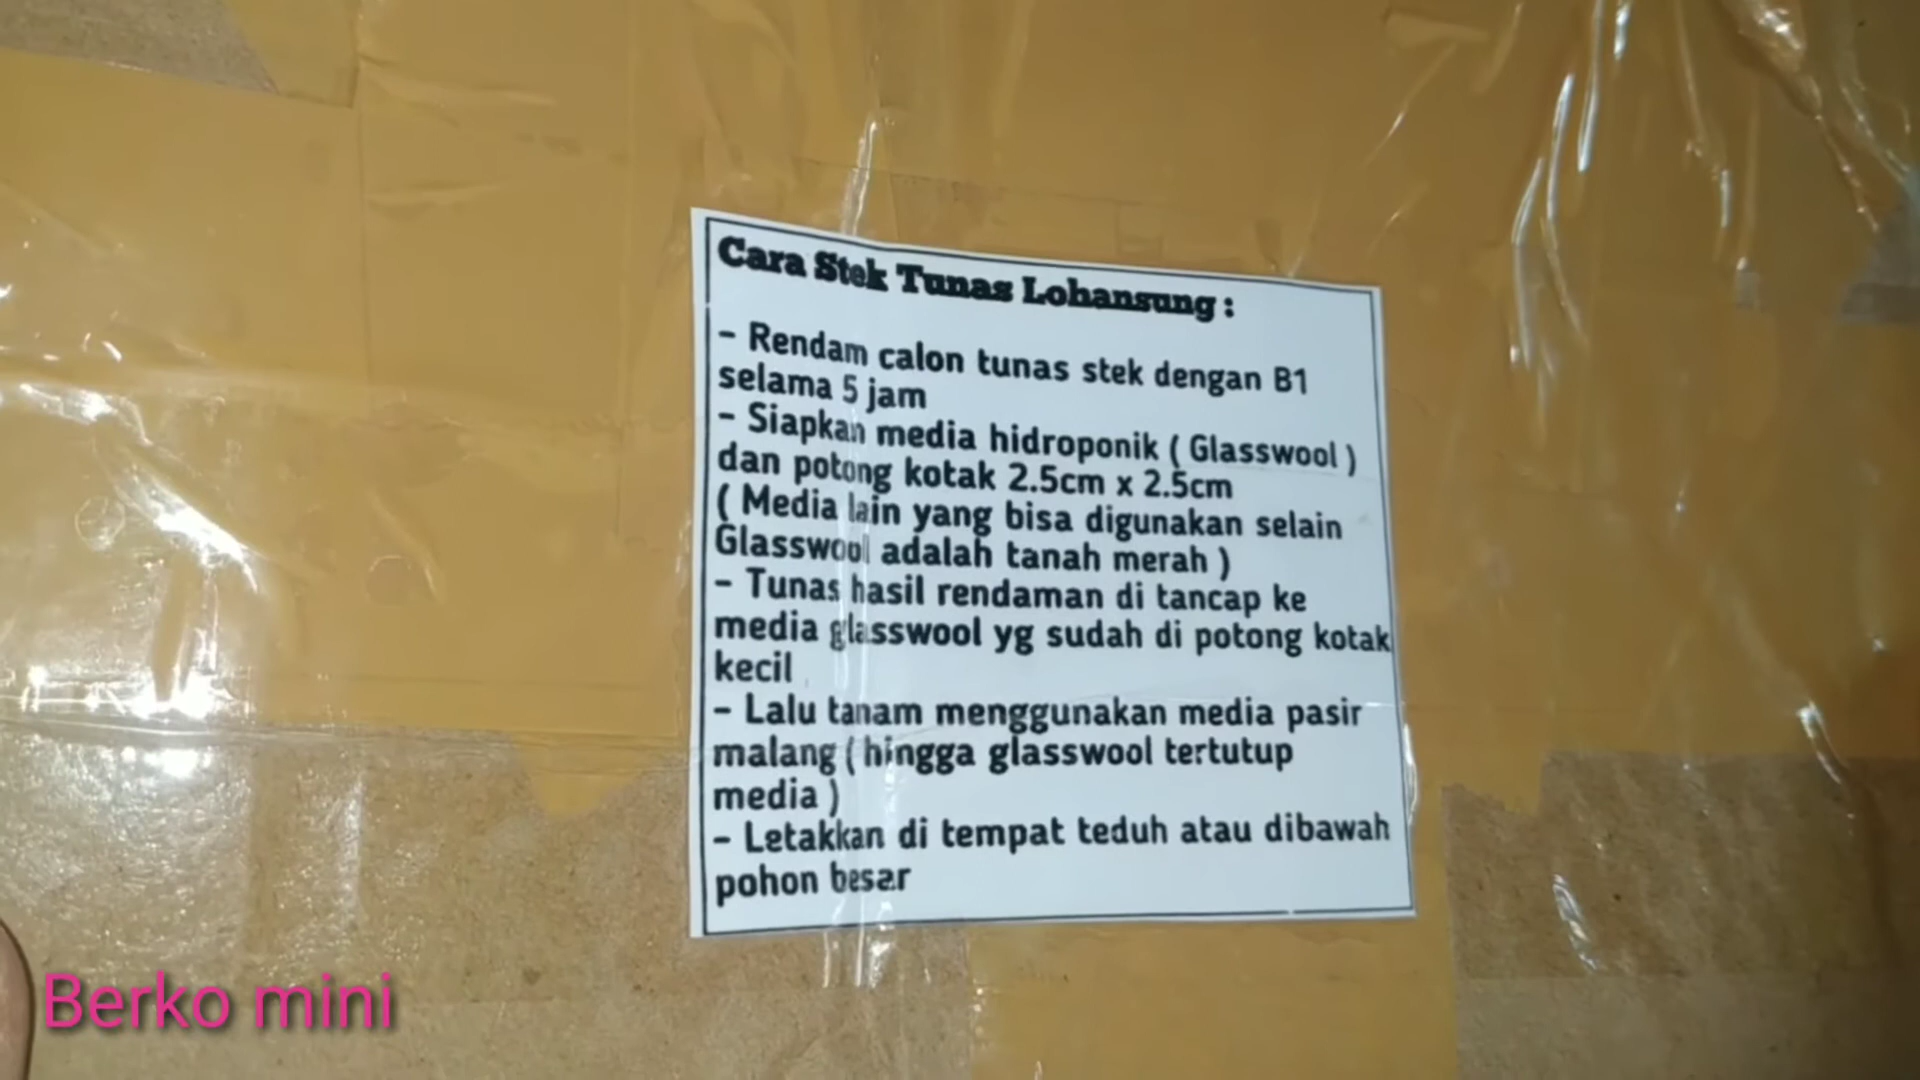 Cara Stek Tunas Lohansung :
- Rendam calon tunas stek dengan B1
selama 5 jam
- Siapkan media hidroponik ( Glasswool )
dan potong kotak 2.5cm x 2.5cm
( Media lain yang bisa digunakan selain
Glasswool adalah tanah merah )
- Tunas hasil rendaman di tancap ke
media glasswool yg sudah di potong kotak
kecil
- Lalu tanam menggunakan media pasir
malang ( hingga glasswool tertutup
media )
- Letakkan di tempat teduh atau dibawah
pohon besar
Berko mini